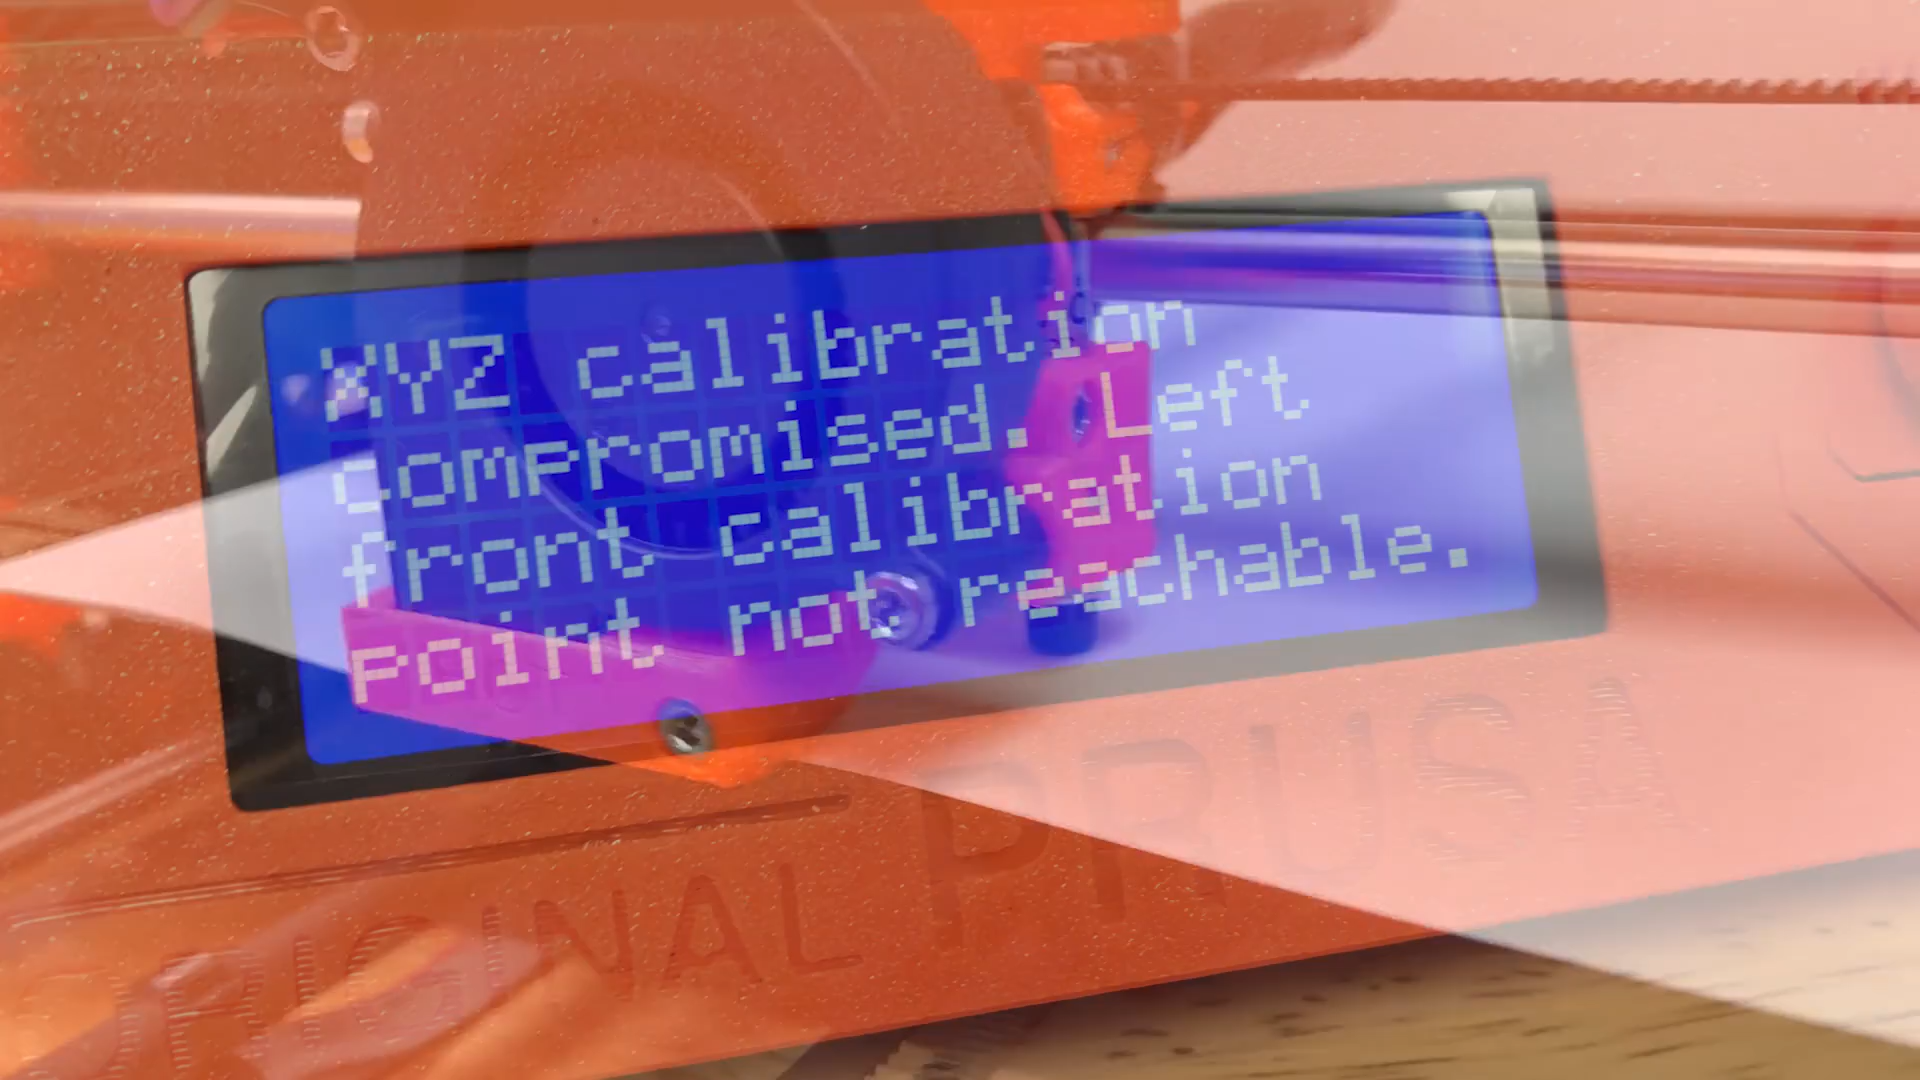 XYZ calibration
compromised. Left
front calibration
point not reachable.
ORIGINAL PRUSA